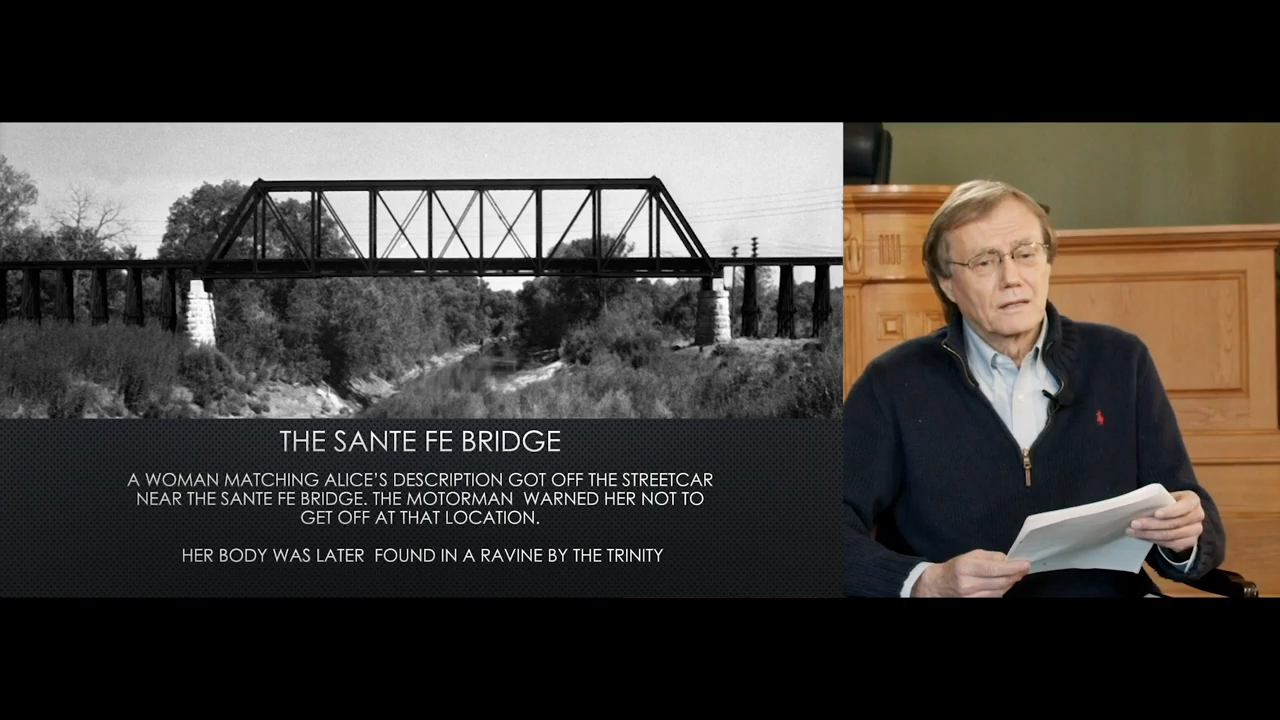 THE SANTE FE BRIDGE
A WOMAN MATCHING ALICE'S DESCRIPTION GOT OFF THE STREETCAR
NEAR THE SANTE FE BRIDGE. THE MOTORMAN WARNED HER NOT TO
GET OFF AT THAT LOCATION.
HER BODY WAS LATER FOUND IN A RAVINE BY THE TRINITY